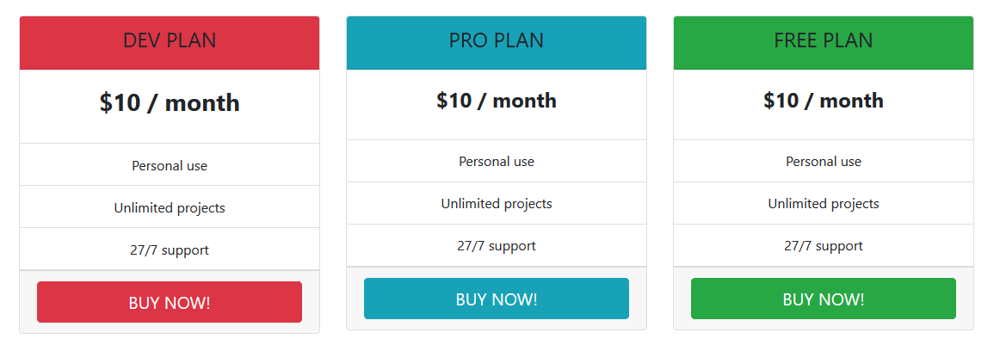 DEV PLAN
$10 / month
Personal use
Unlimited projects
27/7 support
BUY NOW!
PRO PLAN
$10 / month
Personal use
Unlimited projects
27/7 support
BUY NOW!
FREE PLAN
$10 / month
Personal use
Unlimited projects
27/7 support
BUY NOW!